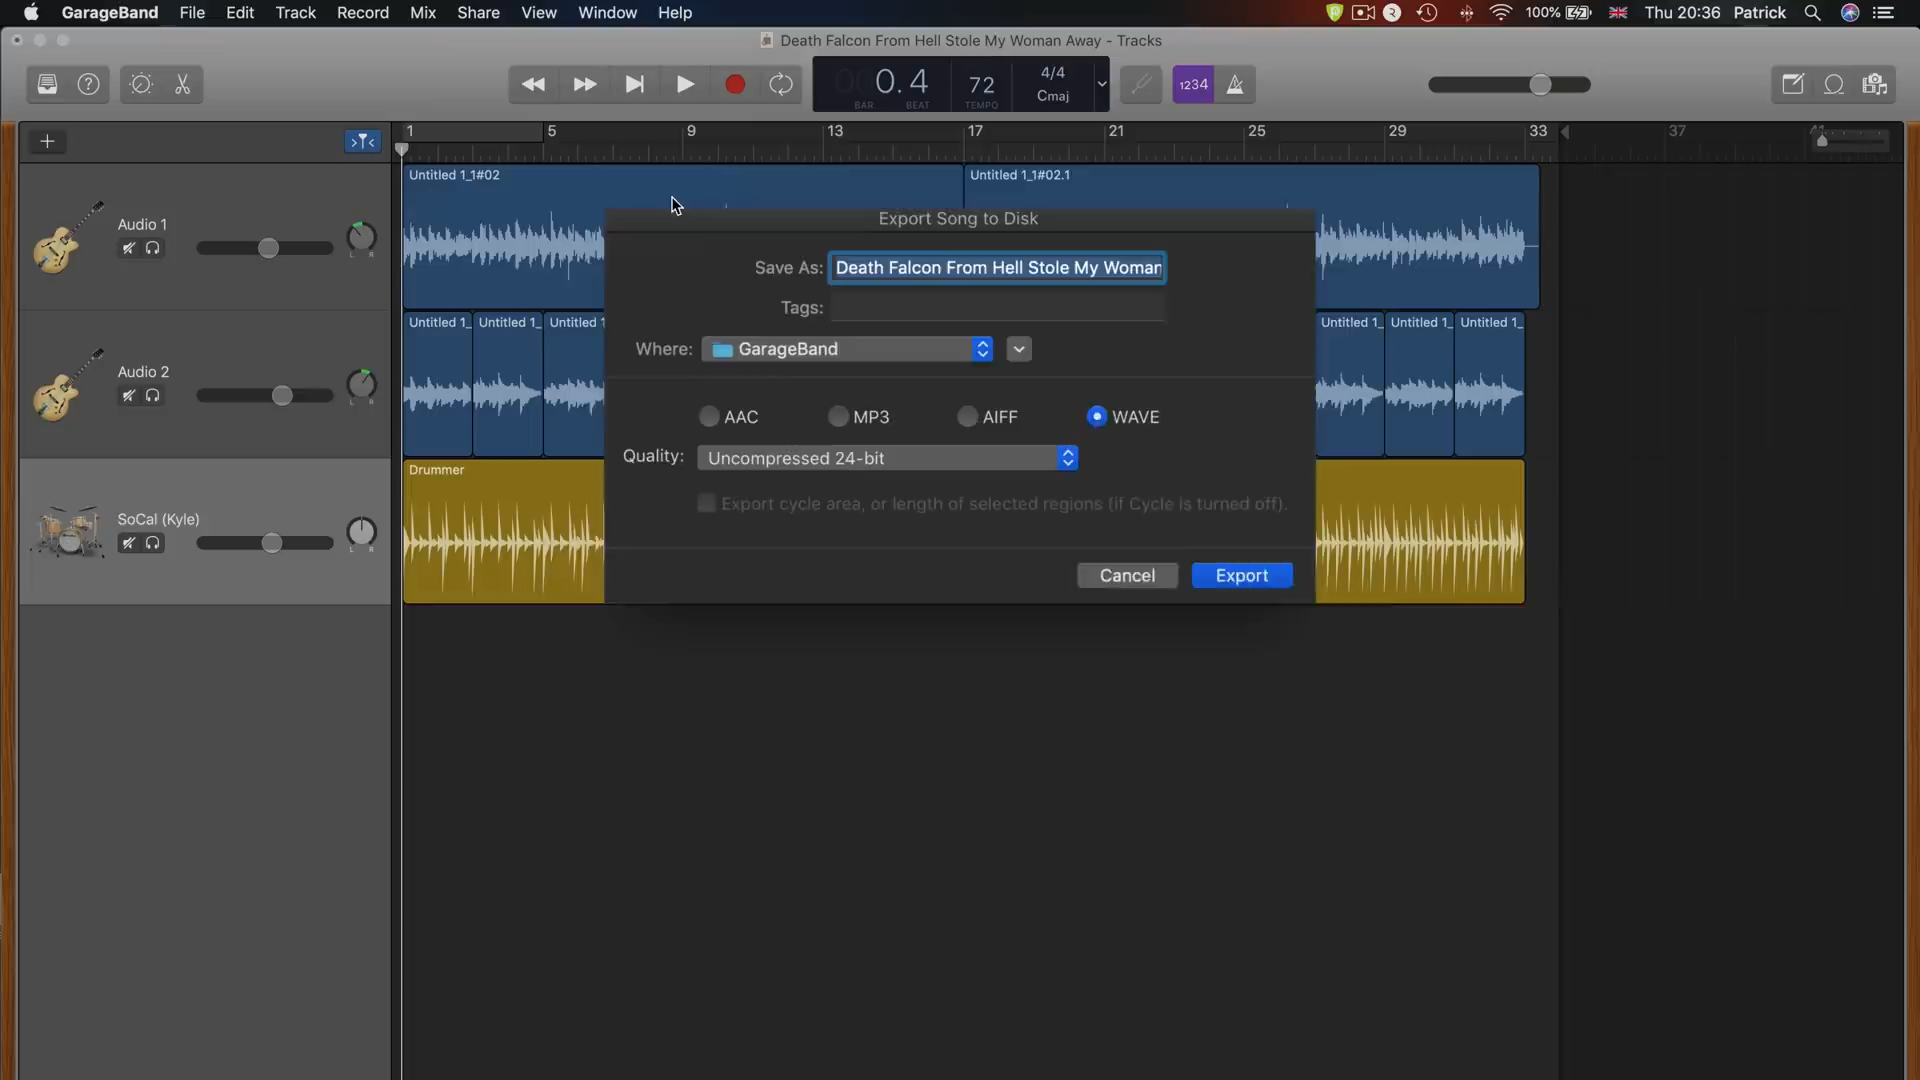 GarageBand File Edit Track Record Mix Share View Window Help 100% Thu 20:36 Patrick
Death Falcon From Hell Stole My Woman Away - Tracks
0.4 72 4/4 Cmaj 1234
BAR BEAT TEMPO
1 5 9 13 17 21 25 29 33 37
Untitled 1_1#02 Untitled 1_1#02.1
Audio 1
L R
Export Song to Disk
Save As: Death Falcon From Hell Stole My Woman
Tags:
Where: GarageBand
Untitled 1_ Untitled 1_ Untitled 1 Untitled 1_ Untitled 1_ Untitled 1_
Audio 2
L R
AAC MP3 AIFF WAVE
Quality: Uncompressed 24-bit
Drummer
SoCal (Kyle)
L R
Export cycle area, or length of selected regions (if Cycle is turned off).
Cancel Export